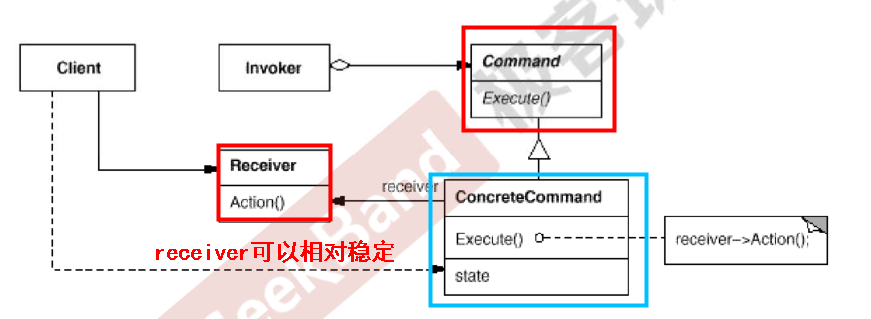 Client
Invoker
Command
Execute()
Receiver
Action()
receiver
ConcreteCommand
Execute()
receiver->Action();
state
receiver可以相对稳定
GeekBand
极客